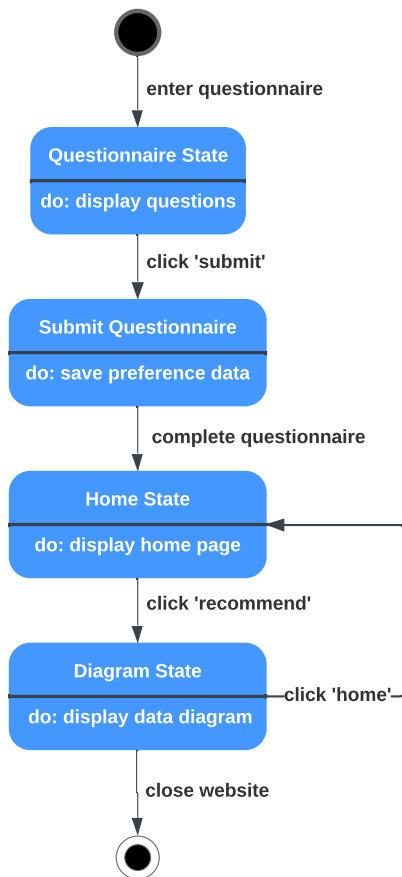 enter questionnaire
Questionnaire State
do: display questions
click 'submit'
Submit Questionnaire
do: save preference data
complete questionnaire
Home State
do: display home page
click 'recommend'
Diagram State
click 'home'
do: display data diagram
close website